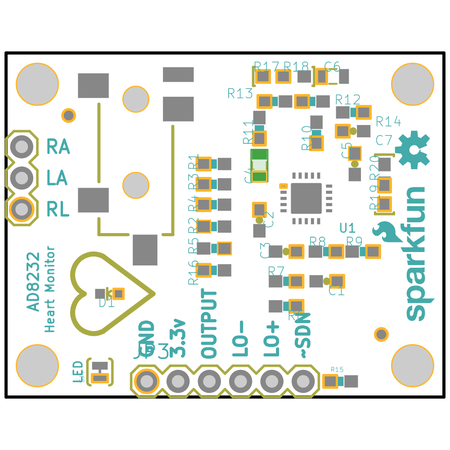 R17 R18 C6
R13
R12
R14
R11
R10
C5
C7
RA
R1
R20
LA
R3
C4
R19
RL
R4
C2
R2
U1
R5
C3 R8 R9
sparkfun
R16
AD8232
Heart Monitor
R7 C1
D1
R6
GND
3.3v
OUTPUT
LO-
LO+
~SDN
LED
R15